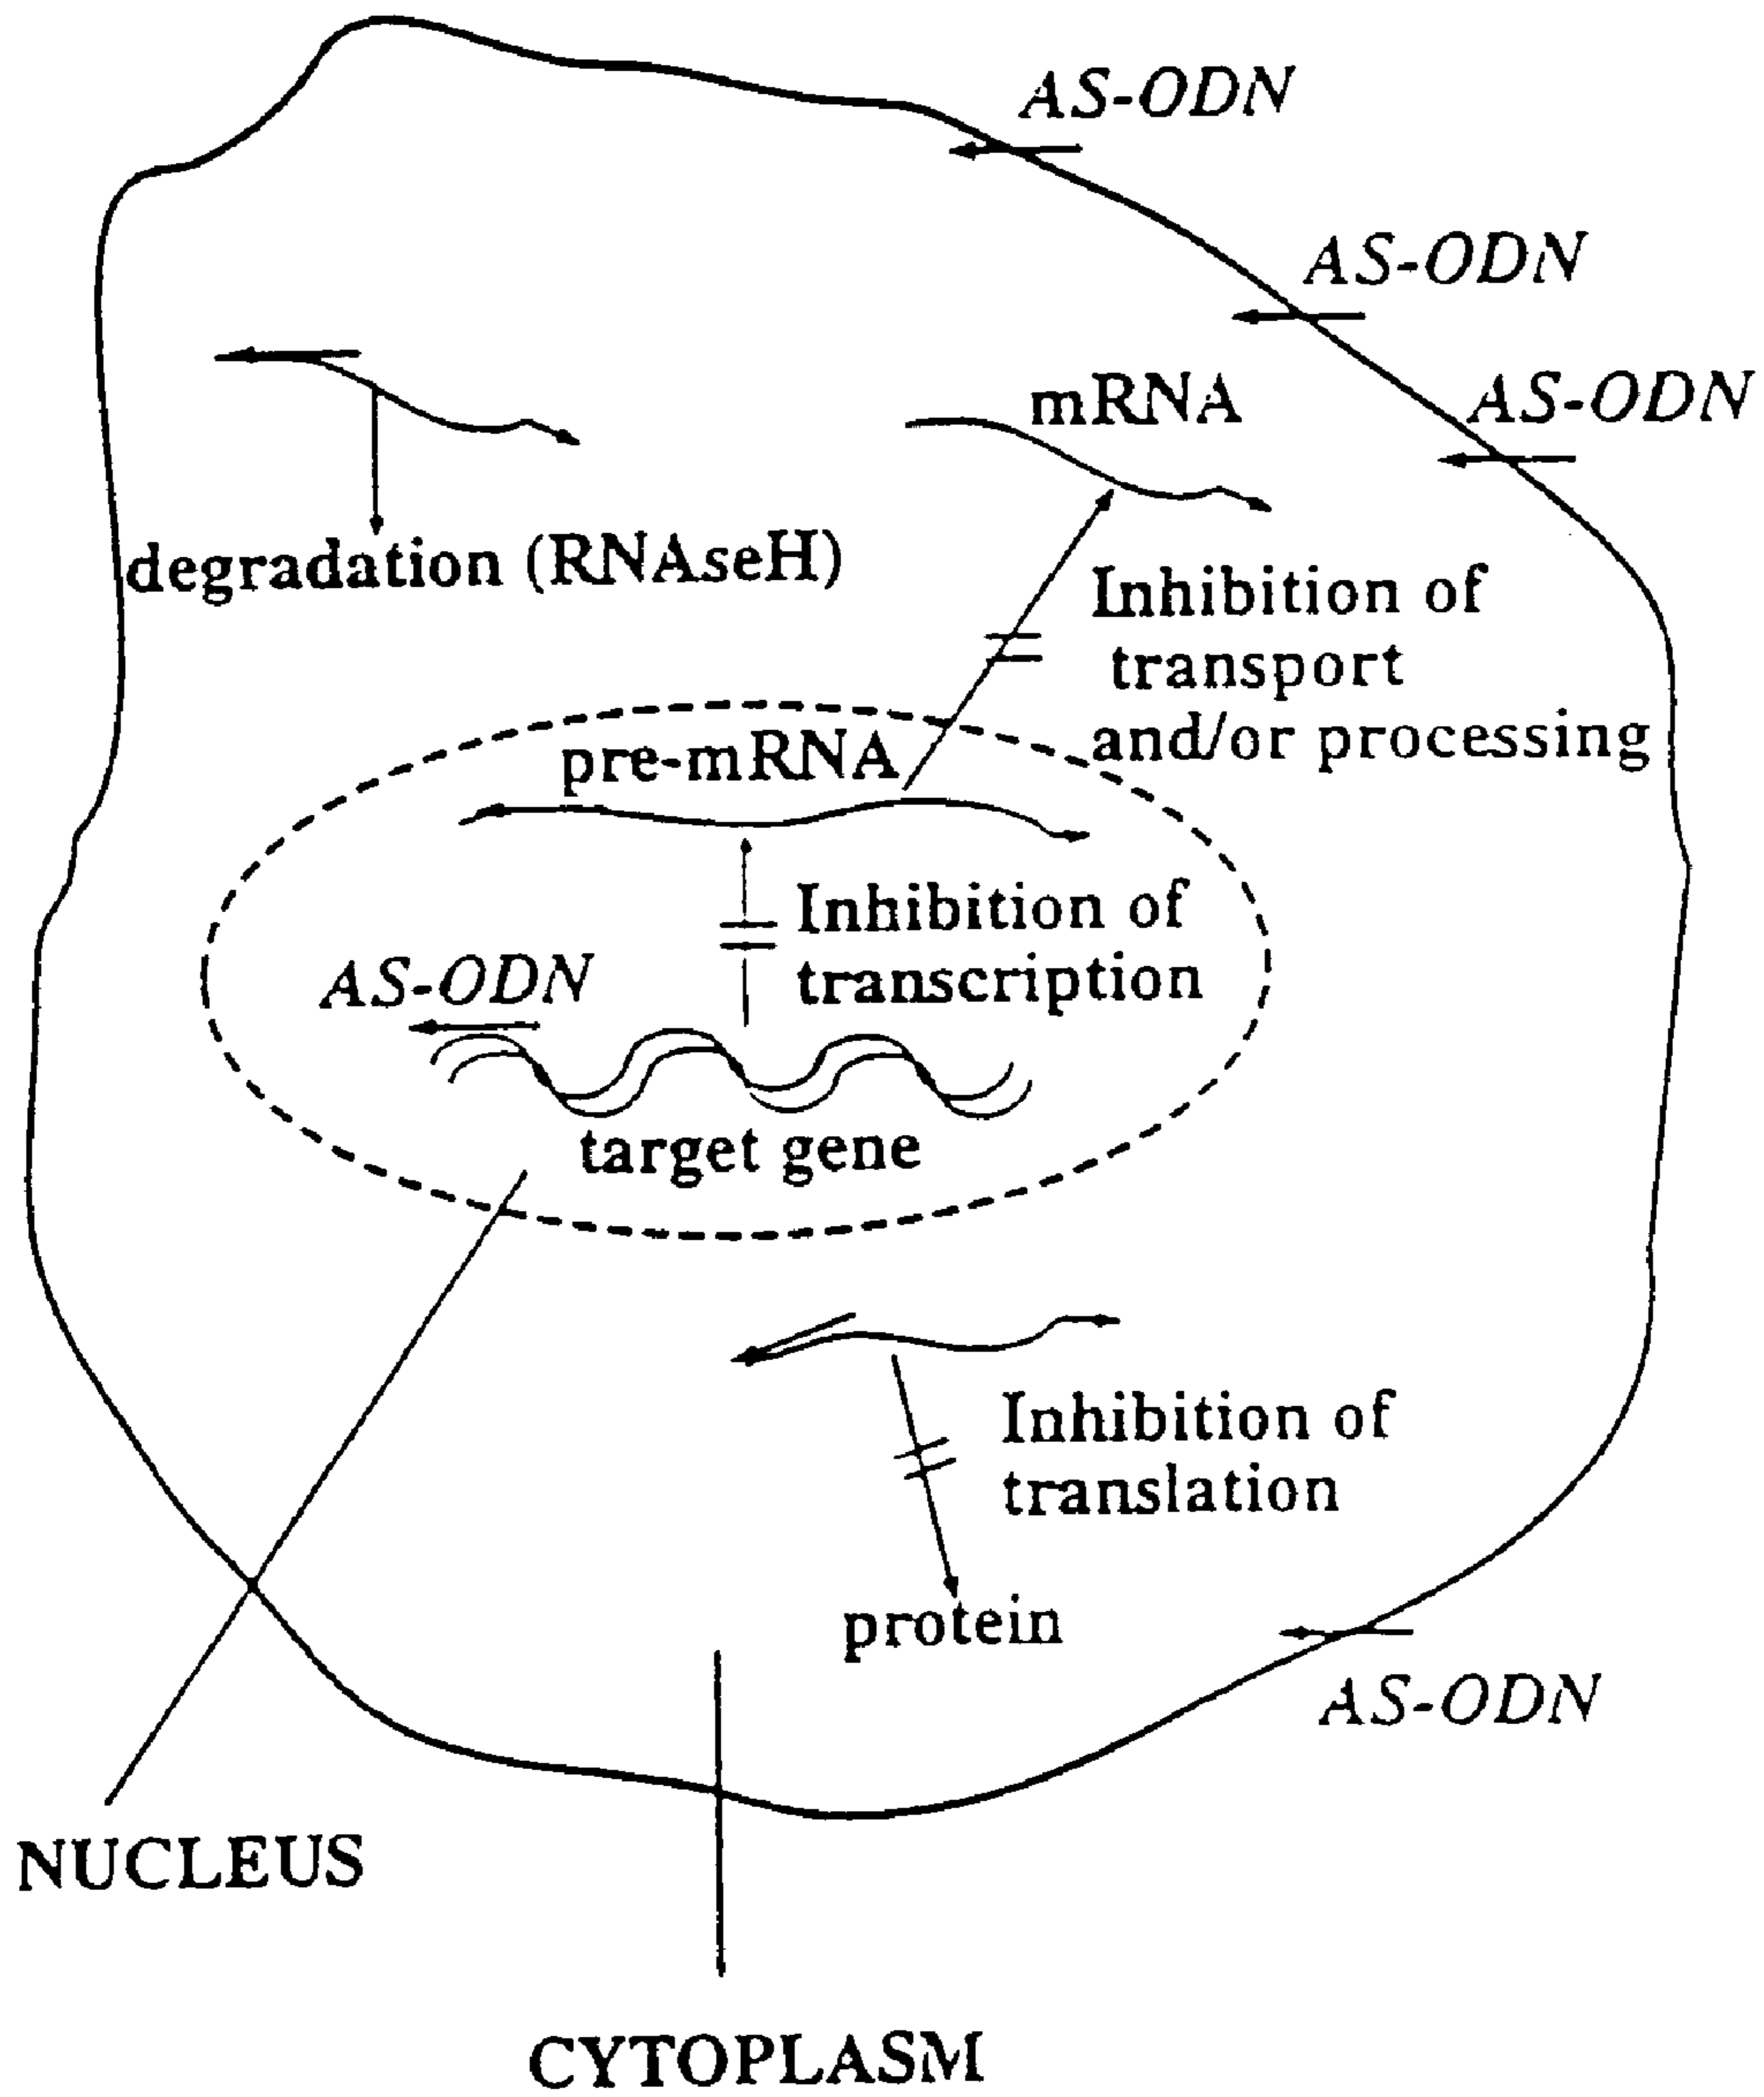 AS-ODN
AS-ODN
AS-ODN
mRNA
degradation (RNAseH)
Inhibition of
transport
and/or processing
pre-mRNA
Inhibition of
transcription
AS-ODN
target gene
Inhibition of
translation
protein
AS-ODN
NUCLEUS
CYTOPLASM